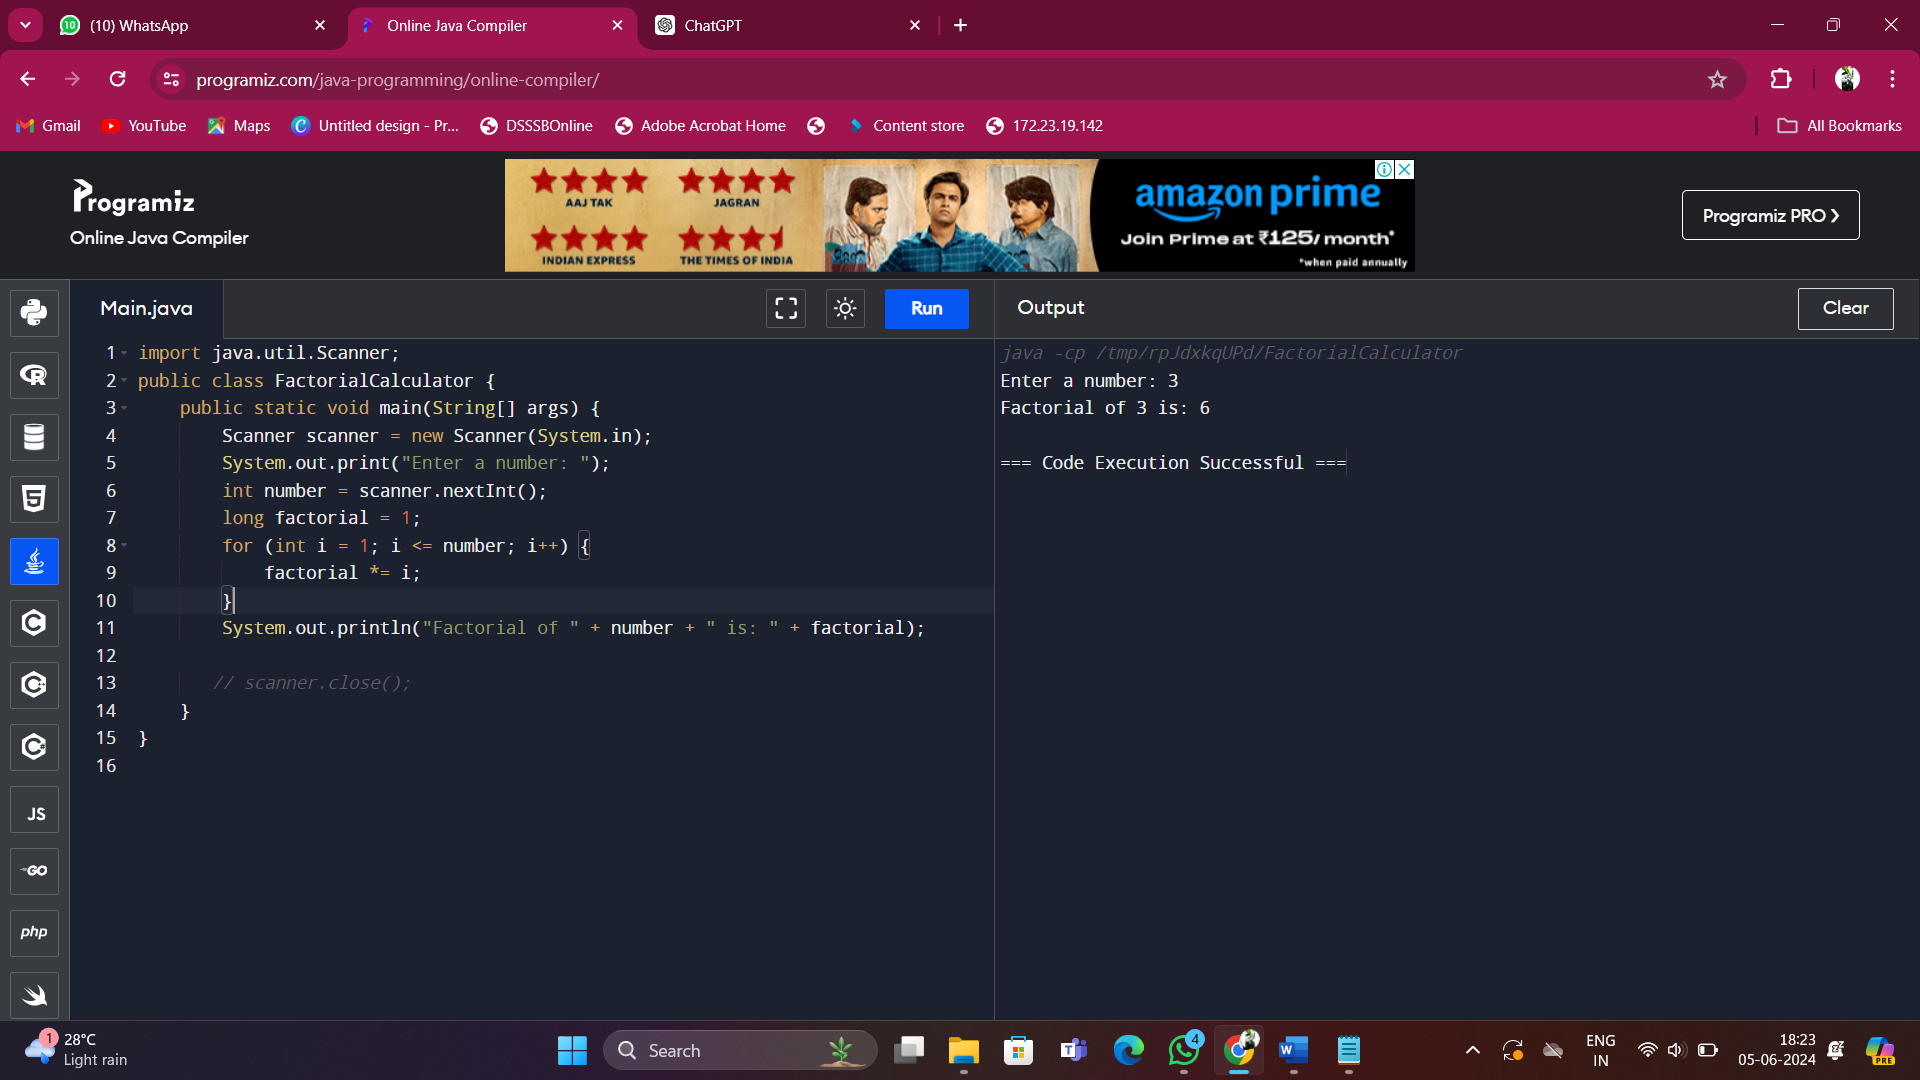 (10) WhatsApp
Online Java Compiler
ChatGPT
programiz.com/java-programming/online-compiler/
Gmail
YouTube
Maps
Untitled design - Pr...
DSSSBOnline
Adobe Acrobat Home
Content store
172.23.19.142
All Bookmarks
Programiz
Online Java Compiler
AAJ TAK
JAGRAN
INDIAN EXPRESS
THE TIMES OF INDIA
amazon prime
Join Prime at ₹125/ month*
*when paid annually
Programiz PRO ❯
Main.java
Run
Output
Clear
1 import java.util.Scanner;
2 public class FactorialCalculator {
3 public static void main(String[] args) {
4 Scanner scanner = new Scanner(System.in);
5 System.out.print("Enter a number: ");
6 int number = scanner.nextInt();
7 long factorial = 1;
8 for (int i = 1; i <= number; i++) {
9 factorial *= i;
10 }
11 System.out.println("Factorial of " + number + " is: " + factorial);
12
13 // scanner.close();
14 }
15 }
16
java -cp /tmp/rpJdxkqUPd/FactorialCalculator
Enter a number: 3
Factorial of 3 is: 6
=== Code Execution Successful ===
JS
GO
php
1
28°C
Light rain
Search
4
ENG
IN
18:23
05-06-2024
PRE